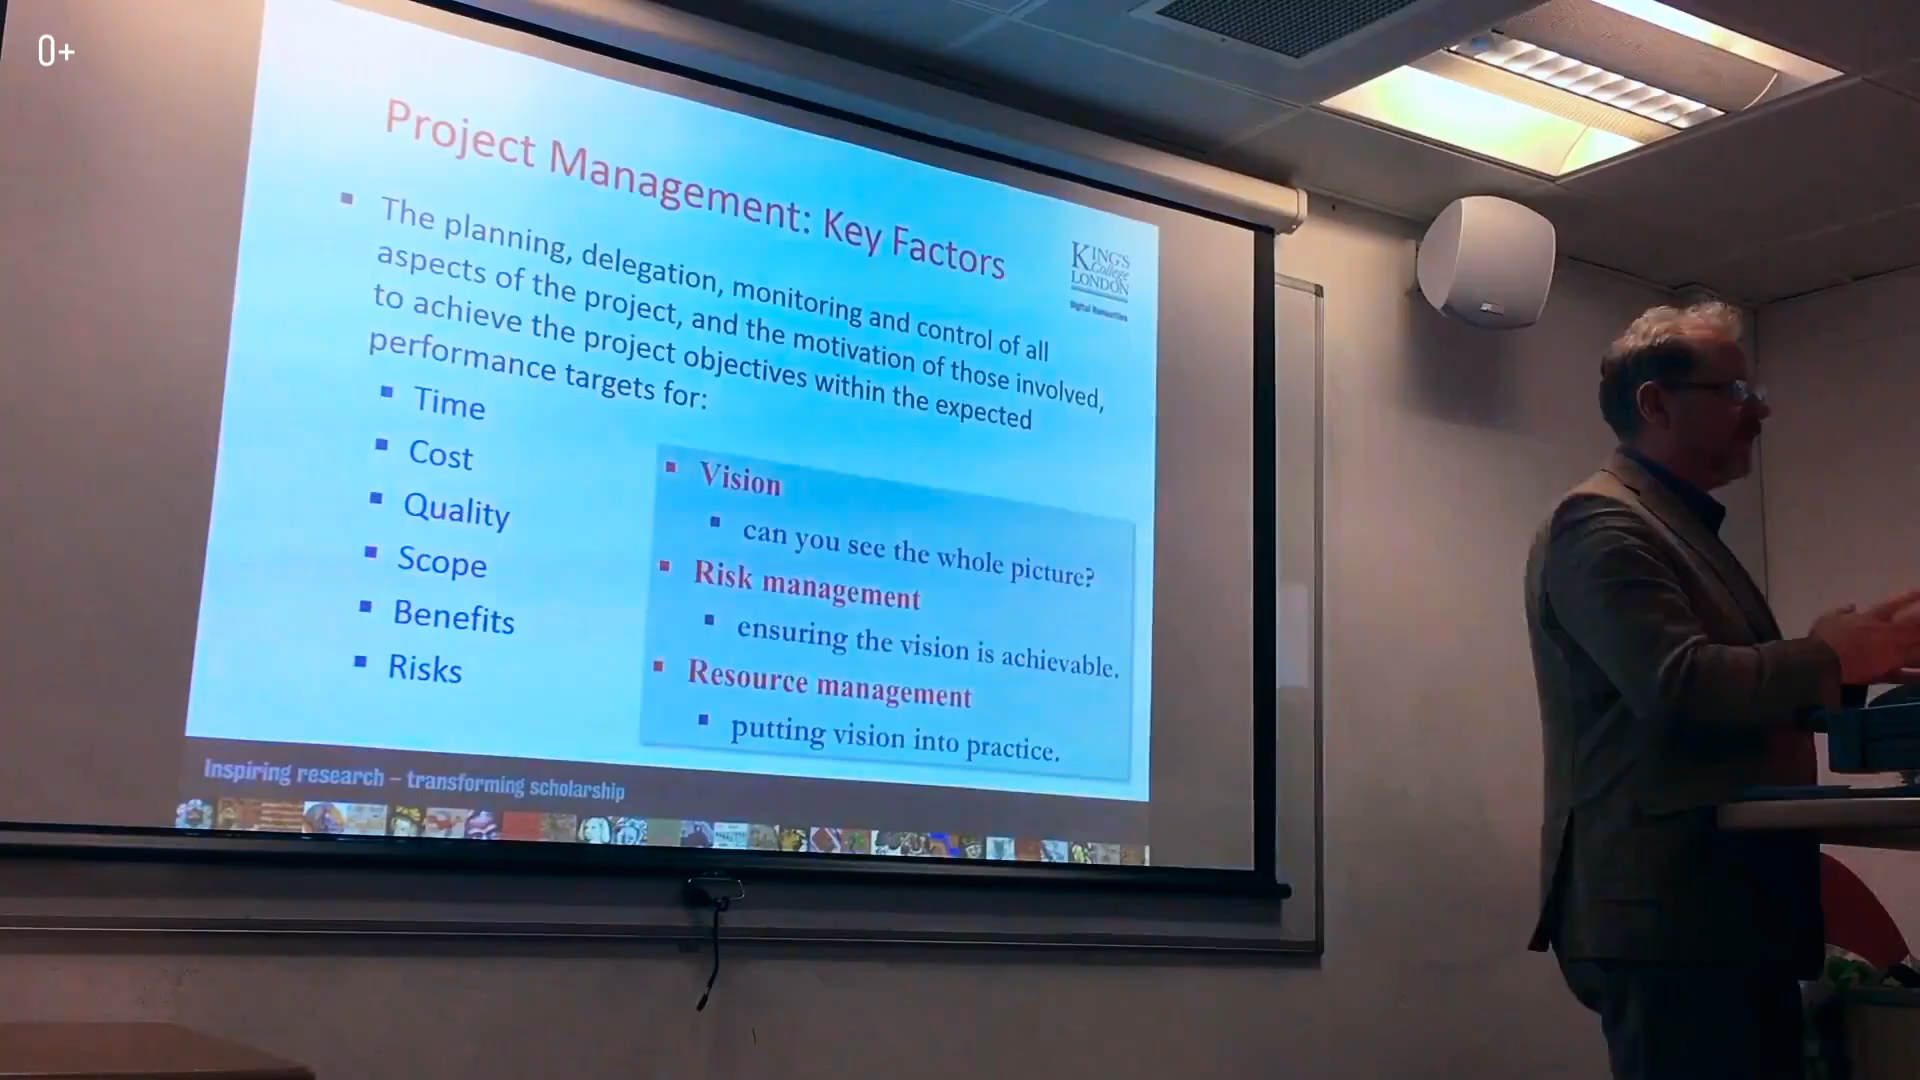 0+
Project Management: Key Factors
KING'S
College
LONDON
Digital Humanities
The planning, delegation, monitoring and control of all
aspects of the project, and the motivation of those involved,
to achieve the project objectives within the expected
performance targets for:
Time
Cost
Quality
Scope
Benefits
Risks
Vision
can you see the whole picture?
Risk management
ensuring the vision is achievable.
Resource management
putting vision into practice.
Inspiring research – transforming scholarship